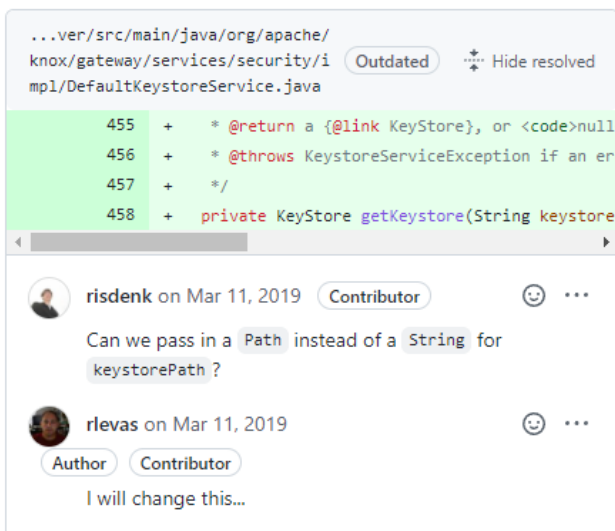 ...ver/src/main/java/org/apache/
knox/gateway/services/security/i
mpl/DefaultKeystoreService.java
Outdated
Hide resolved
455 + * @return a {@link KeyStore}, or <code>null
456 + * @throws KeystoreServiceException if an er
457 + */
458 + private KeyStore getKeystore(String keystore
risdenk on Mar 11, 2019 Contributor
Can we pass in a Path instead of a String for
keystorePath ?
rlevas on Mar 11, 2019
Author Contributor
I will change this...